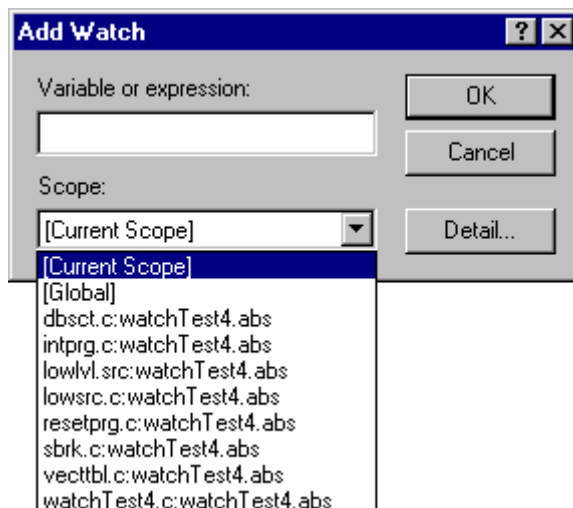 Add Watch
Variable or expression:
OK
Cancel
Scope:
[Current Scope]
Detail...
[Current Scope]
[Global]
dbsct.c:watchTest4.abs
intprg.c:watchTest4.abs
lowlvl.src:watchTest4.abs
lowsrc.c:watchTest4.abs
resetprg.c:watchTest4.abs
sbrk.c:watchTest4.abs
vecttbl.c:watchTest4.abs
watchTest4.c:watchTest4.abs